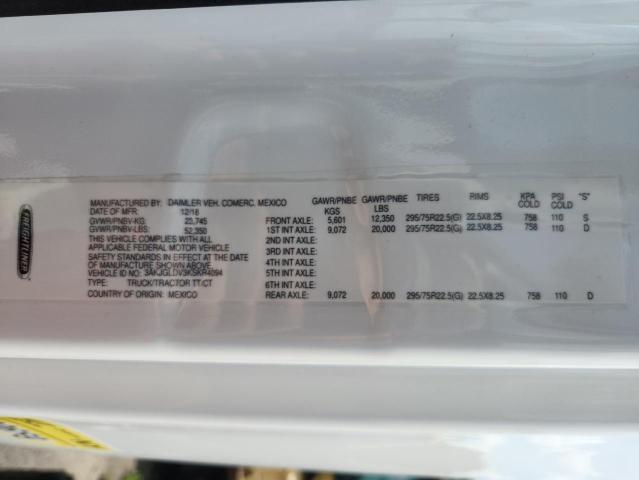 FREIGHTLINER
MANUFACTURED BY: DAIMLER VEH. COMERC. MEXICO
DATE OF MFR: 12/18
GVWR/PNBV-KG: 23,745
GVWR/PNBV-LBS: 52,350
THIS VEHICLE COMPLIES WITH ALL
APPLICABLE FEDERAL MOTOR VEHICLE
SAFETY STANDARDS IN EFFECT AT THE DATE
OF MANUFACTURE SHOWN ABOVE
VEHICLE ID: 3AKJGLDV3KSKR4094
TYPE: TRUCK/TRACTOR TT/CT
COUNTRY OF ORIGIN: MEXICO
GAWR/PNBE GAWR/PNBE TIRES RIMS KPA PSI "S"
KGS LBS COLD COLD
FRONT AXLE: 5,601 12,350 295/75R22.5(G) 22.5X8.25 758 110 S
1ST INT AXLE: 9,072 20,000 295/75R22.5(G) 22.5X8.25 758 110 D
2ND INT AXLE:
3RD INT AXLE:
4TH INT AXLE:
5TH INT AXLE:
6TH INT AXLE:
REAR AXLE: 9,072 20,000 295/75R22.5(G) 22.5X8.25 758 110 D